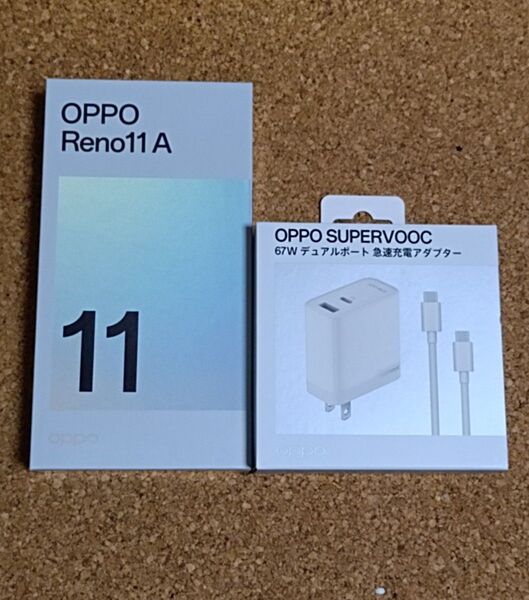 OPPO
Reno11 A
11
oppo
OPPO SUPERVOOC
67W デュアルポート 急速充電アダプター
oppo